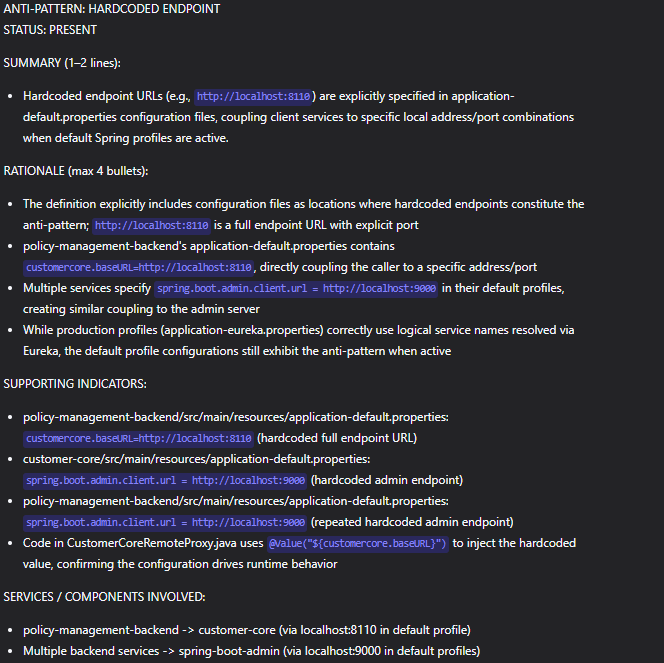 ANTI-PATTERN: HARDCODED ENDPOINT
STATUS: PRESENT
SUMMARY (1–2 lines):
• Hardcoded endpoint URLs (e.g., http://localhost:8110) are explicitly specified in application-
default.properties configuration files, coupling client services to specific local address/port combinations
when default Spring profiles are active.
RATIONALE (max 4 bullets):
• The definition explicitly includes configuration files as locations where hardcoded endpoints constitute the
anti-pattern; http://localhost:8110 is a full endpoint URL with explicit port
• policy-management-backend's application-default.properties contains
customercore.baseURL=http://localhost:8110, directly coupling the caller to a specific address/port
• Multiple services specify spring.boot.admin.client.url = http://localhost:9000 in their default profiles,
creating similar coupling to the admin server
• While production profiles (application-eureka.properties) correctly use logical service names resolved via
Eureka, the default profile configurations still exhibit the anti-pattern when active
SUPPORTING INDICATORS:
• policy-management-backend/src/main/resources/application-default.properties:
customercore.baseURL=http://localhost:8110 (hardcoded full endpoint URL)
• customer-core/src/main/resources/application-default.properties:
spring.boot.admin.client.url = http://localhost:9000 (hardcoded admin endpoint)
• policy-management-backend/src/main/resources/application-default.properties:
spring.boot.admin.client.url = http://localhost:9000 (repeated hardcoded admin endpoint)
• Code in CustomerCoreRemoteProxy.java uses @Value("${customercore.baseURL}") to inject the hardcoded
value, confirming the configuration drives runtime behavior
SERVICES / COMPONENTS INVOLVED:
• policy-management-backend -> customer-core (via localhost:8110 in default profile)
• Multiple backend services -> spring-boot-admin (via localhost:9000 in default profiles)